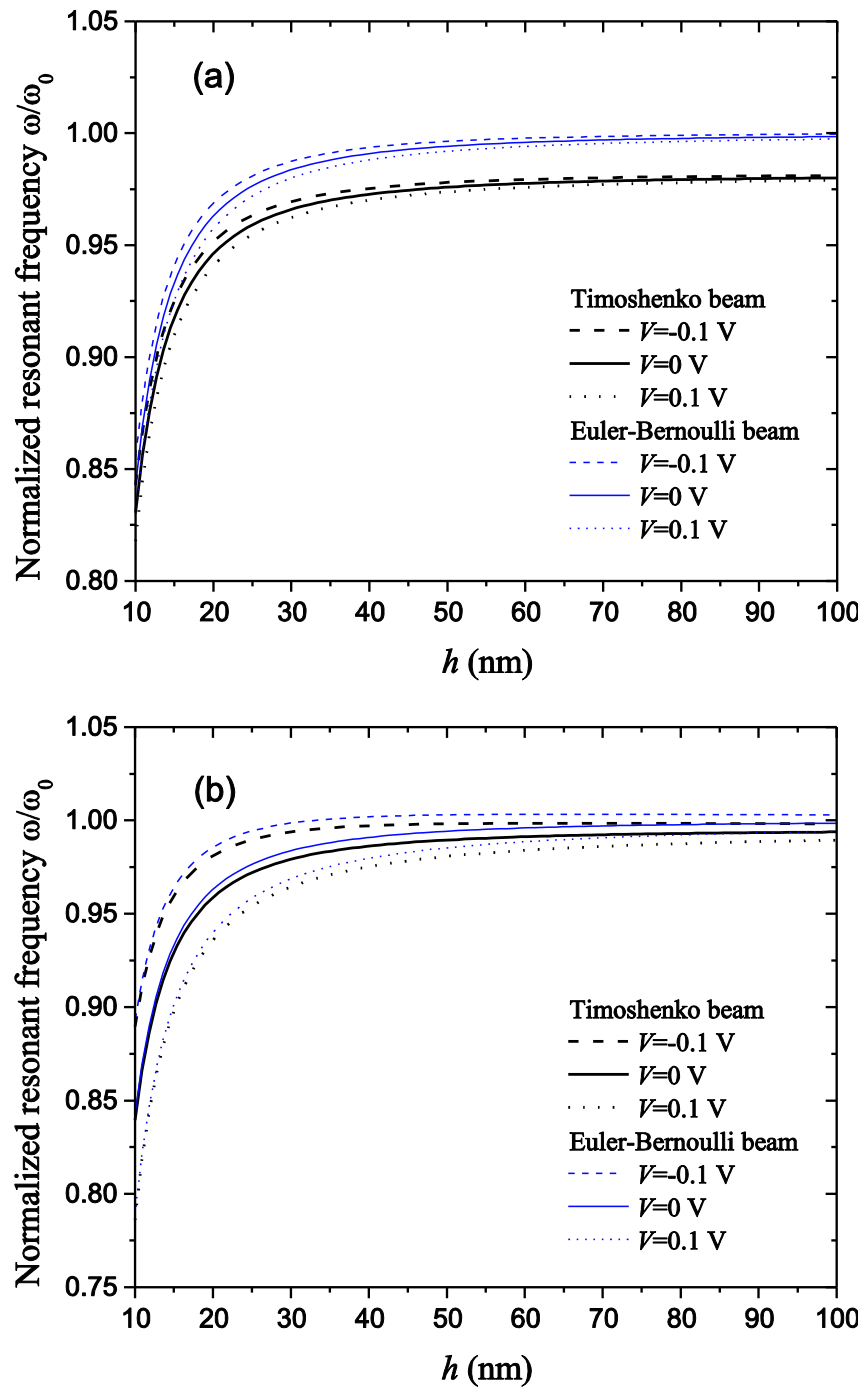 1.05
(a)
1.00
0.95
0.90
0.85
0.80
Normalized resonant frequency ω/ω0
Timoshenko beam
V=-0.1 V
V=0 V
V=0.1 V
Euler-Bernoulli beam
V=-0.1 V
V=0 V
V=0.1 V
10 20 30 40 50 60 70 80 90 100
h (nm)
1.05
(b)
1.00
0.95
0.90
0.85
0.80
0.75
Normalized resonant frequency ω/ω0
Timoshenko beam
V=-0.1 V
V=0 V
V=0.1 V
Euler-Bernoulli beam
V=-0.1 V
V=0 V
V=0.1 V
10 20 30 40 50 60 70 80 90 100
h (nm)